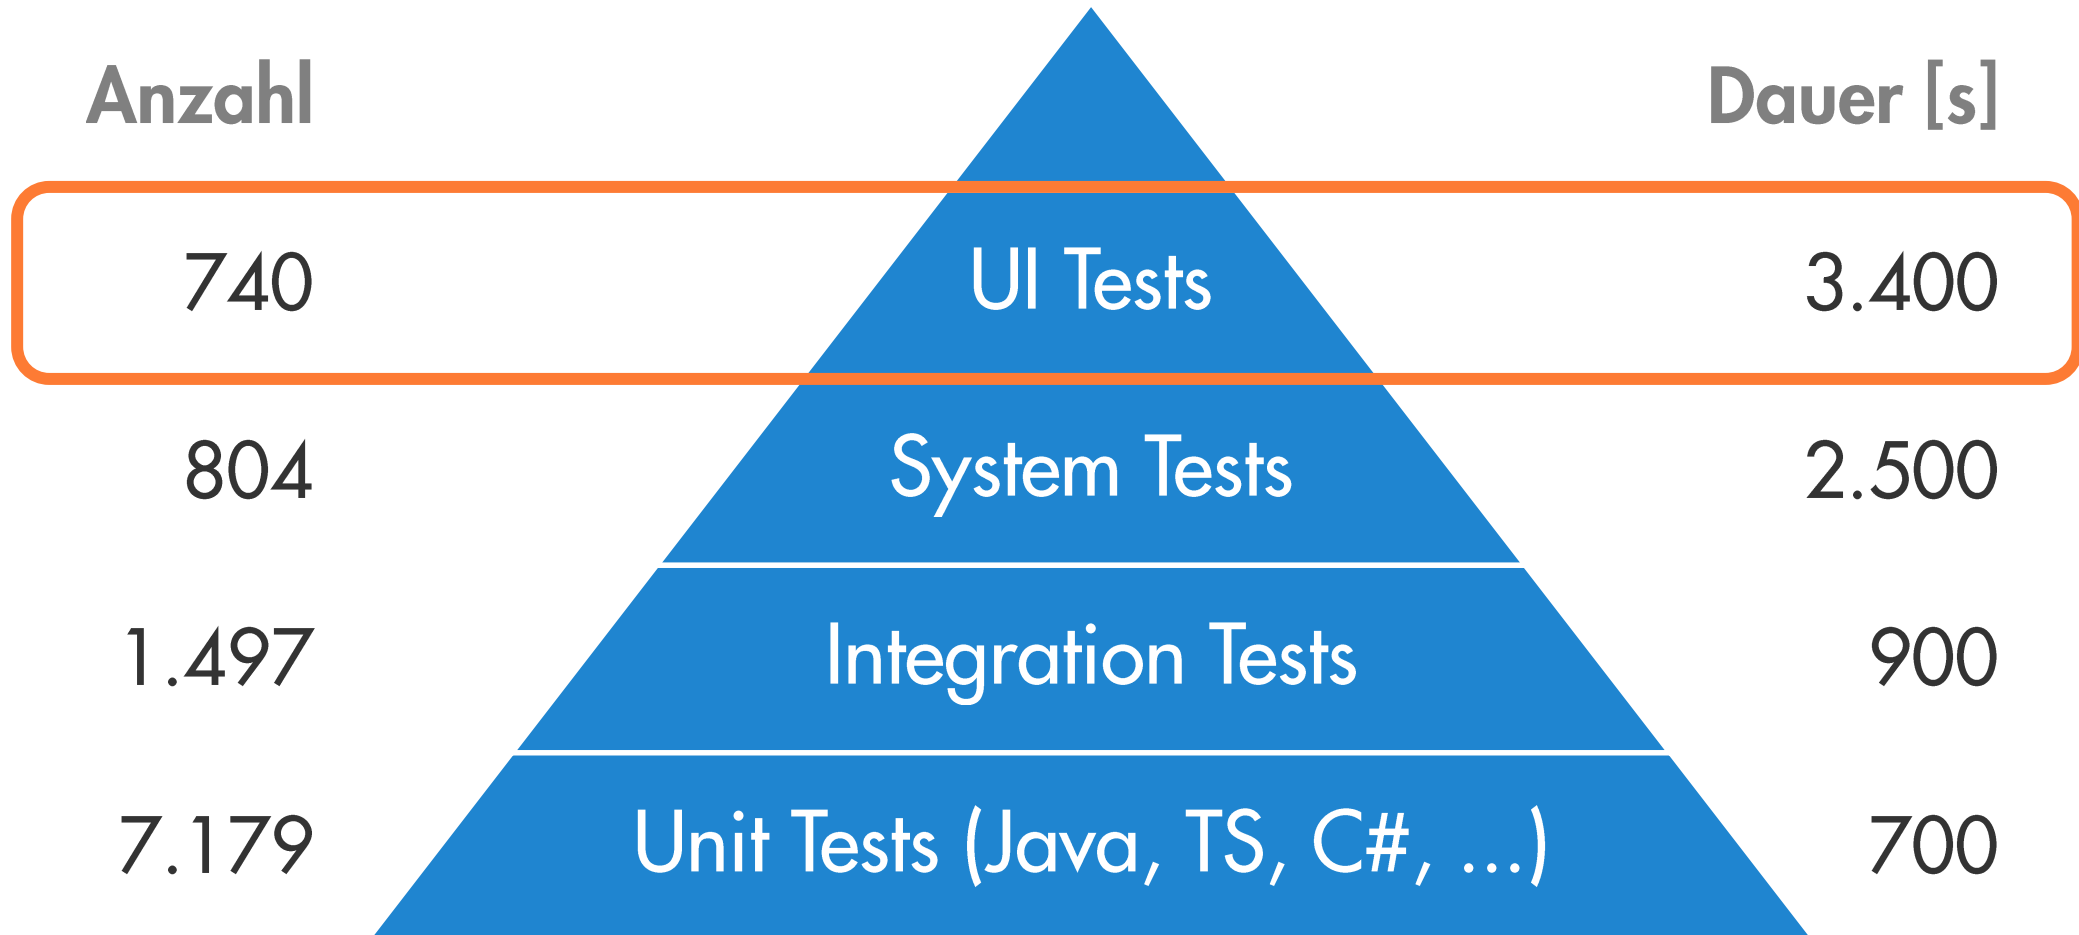 Anzahl Dauer [s]
740 UI Tests 3.400
804 System Tests 2.500
1.497 Integration Tests 900
7.179 Unit Tests (Java, TS, C#, ...) 700